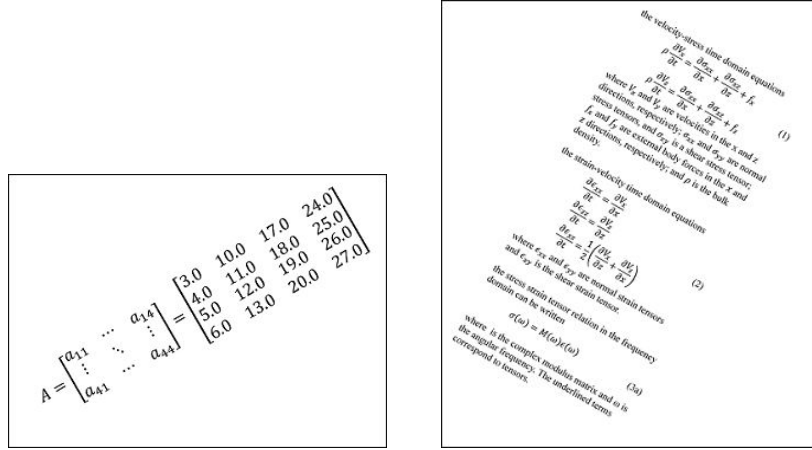 A = [a11 ⋯ a14
⋮ ⋱ ⋮
a41 ⋯ a44] = [3.0 10.0 17.0 24.0
4.0 11.0 18.0 25.0
5.0 12.0 19.0 26.0
6.0 13.0 20.0 27.0]
the velocity-stress time domain equations
ρ ∂Vx/∂t = ∂σxx/∂x + ∂σxz/∂z + fx
ρ ∂Vz/∂t = ∂σxz/∂x + ∂σzz/∂z + fz (1)
where Vx and Vy are velocities in the x and z
directions, respectively; σxx and σyy are normal
stress tensors, and σxy is a shear stress tensor;
fx and fy are external body forces in the x and
z directions, respectively; and ρ is the bulk
density.
the strain-velocity time domain equations
∂ϵxx/∂t = ∂Vx/∂x
∂ϵzz/∂t = ∂Vz/∂z
∂ϵxz/∂t = 1/2 (∂Vx/∂z + ∂Vz/∂x) (2)
where ϵxx and ϵyy are normal strain tensors
and ϵxy is the shear strain tensor.
the stress strain tensor relation in the frequency
domain can be written
σ(ω) = M(ω)ϵ(ω) (3a)
where is the complex modulus matrix and ω is
the angular frequency. The underlined terms
correspond to tensors.